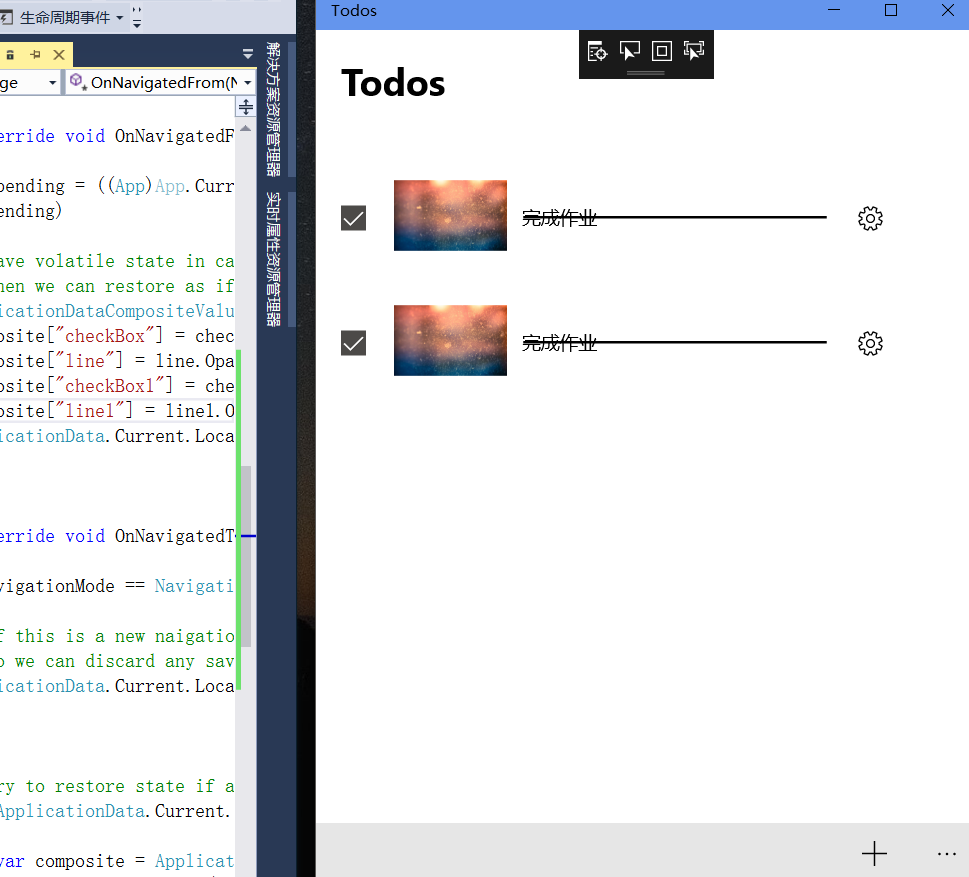 生命周期事件
ge
OnNavigatedFrom(N
erride void OnNavigatedF
pending = ((App)App.Curr
ending)
ave volatile state in ca
hen we can restore as if
icationDataCompositeValu
osite["checkBox"] = chec
osite["line"] = line.Opa
osite["checkBox1"] = che
osite["line1"] = line1.O
icationData.Current.Loca
erride void OnNavigatedT
vigationMode == Navigati
f this is a new naigatio
o we can discard any sav
icationData.Current.Loca
ry to restore state if a
ApplicationData.Current.
var composite = Applicat
解决方案资源管理器
实时属性资源管理器
Todos
Todos
完成作业
完成作业